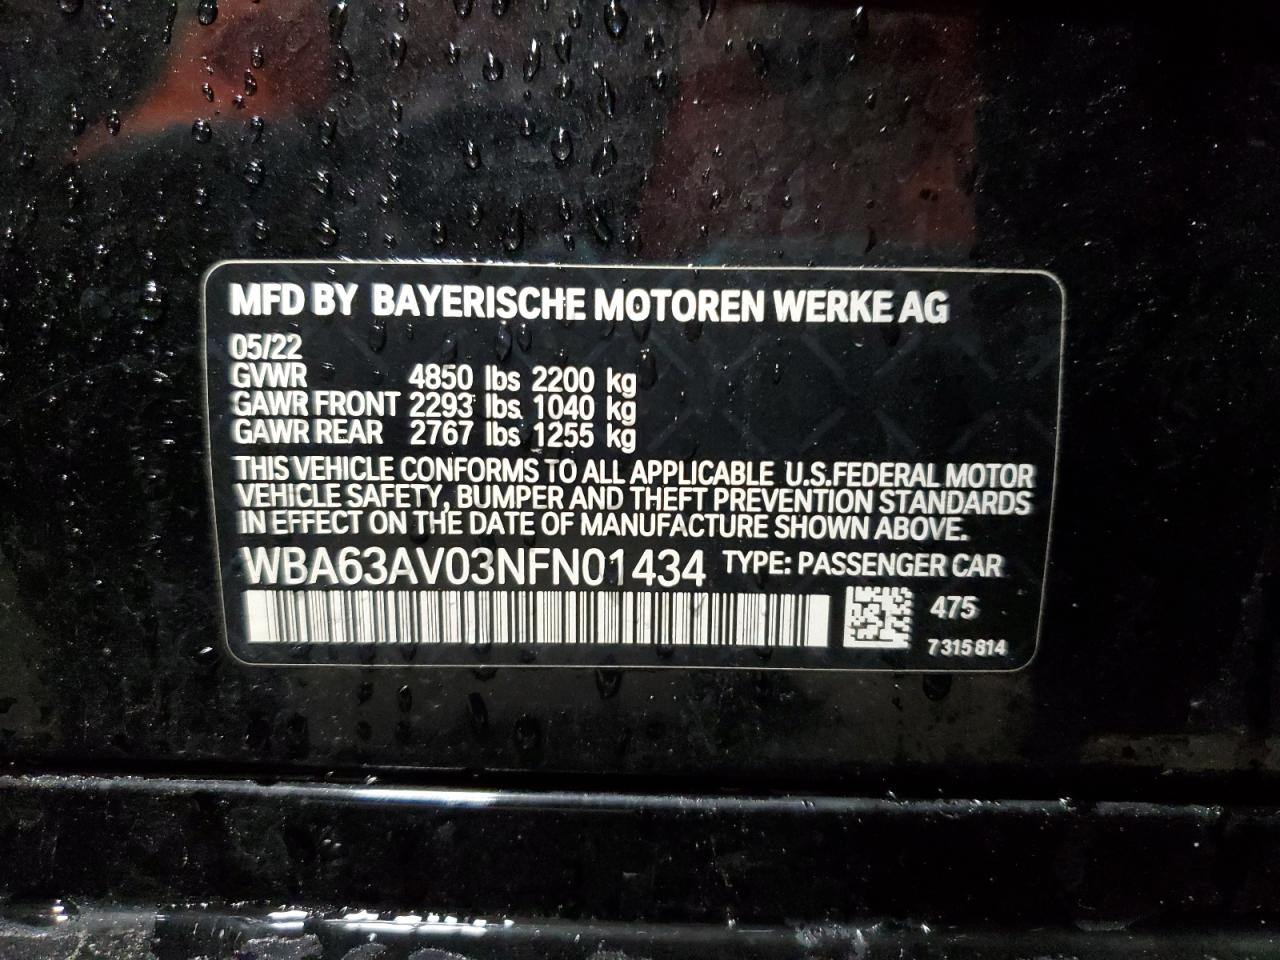 MFD BY BAYERISCHE MOTOREN WERKE AG
05/22
GVWR 4850 lbs 2200 kg
GAWR FRONT 2293 lbs 1040 kg
GAWR REAR 2767 lbs 1255 kg
THIS VEHICLE CONFORMS TO ALL APPLICABLE U.S.FEDERAL MOTOR
VEHICLE SAFETY, BUMPER AND THEFT PREVENTION STANDARDS
IN EFFECT ON THE DATE OF MANUFACTURE SHOWN ABOVE.
WBA63AV03NFN01434 TYPE: PASSENGER CAR
475
7 315 814